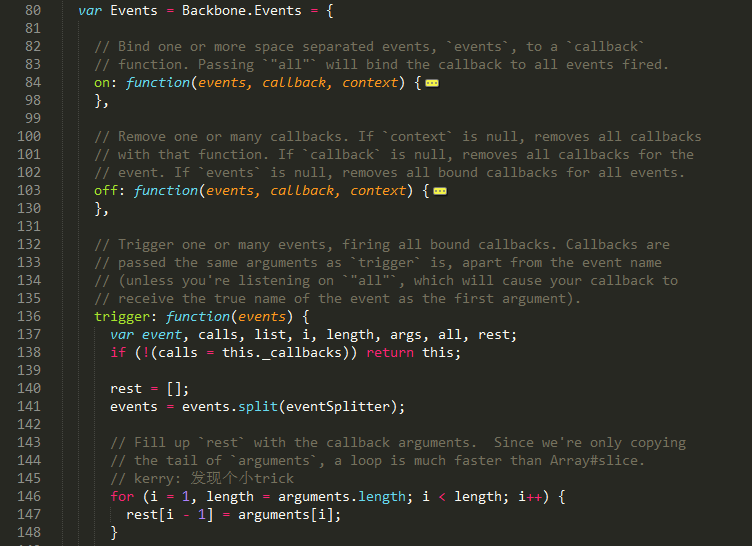 80 var Events = Backbone.Events = {
81
82 // Bind one or more space separated events, `events`, to a `callback`
83 // function. Passing `"all"` will bind the callback to all events fired.
84 on: function(events, callback, context) {
98 },
99
100 // Remove one or many callbacks. If `context` is null, removes all callbacks
101 // with that function. If `callback` is null, removes all callbacks for the
102 // event. If `events` is null, removes all bound callbacks for all events.
103 off: function(events, callback, context) {
130 },
131
132 // Trigger one or many events, firing all bound callbacks. Callbacks are
133 // passed the same arguments as `trigger` is, apart from the event name
134 // (unless you're listening on `"all"`, which will cause your callback to
135 // receive the true name of the event as the first argument).
136 trigger: function(events) {
137 var event, calls, list, i, length, args, all, rest;
138 if (!(calls = this._callbacks)) return this;
139
140 rest = [];
141 events = events.split(eventSplitter);
142
143 // Fill up `rest` with the callback arguments.  Since we're only copying
144 // the tail of `arguments`, a loop is much faster than Array#slice.
145 // kerry: 发现个小trick
146 for (i = 1, length = arguments.length; i < length; i++) {
147 rest[i - 1] = arguments[i];
148 }